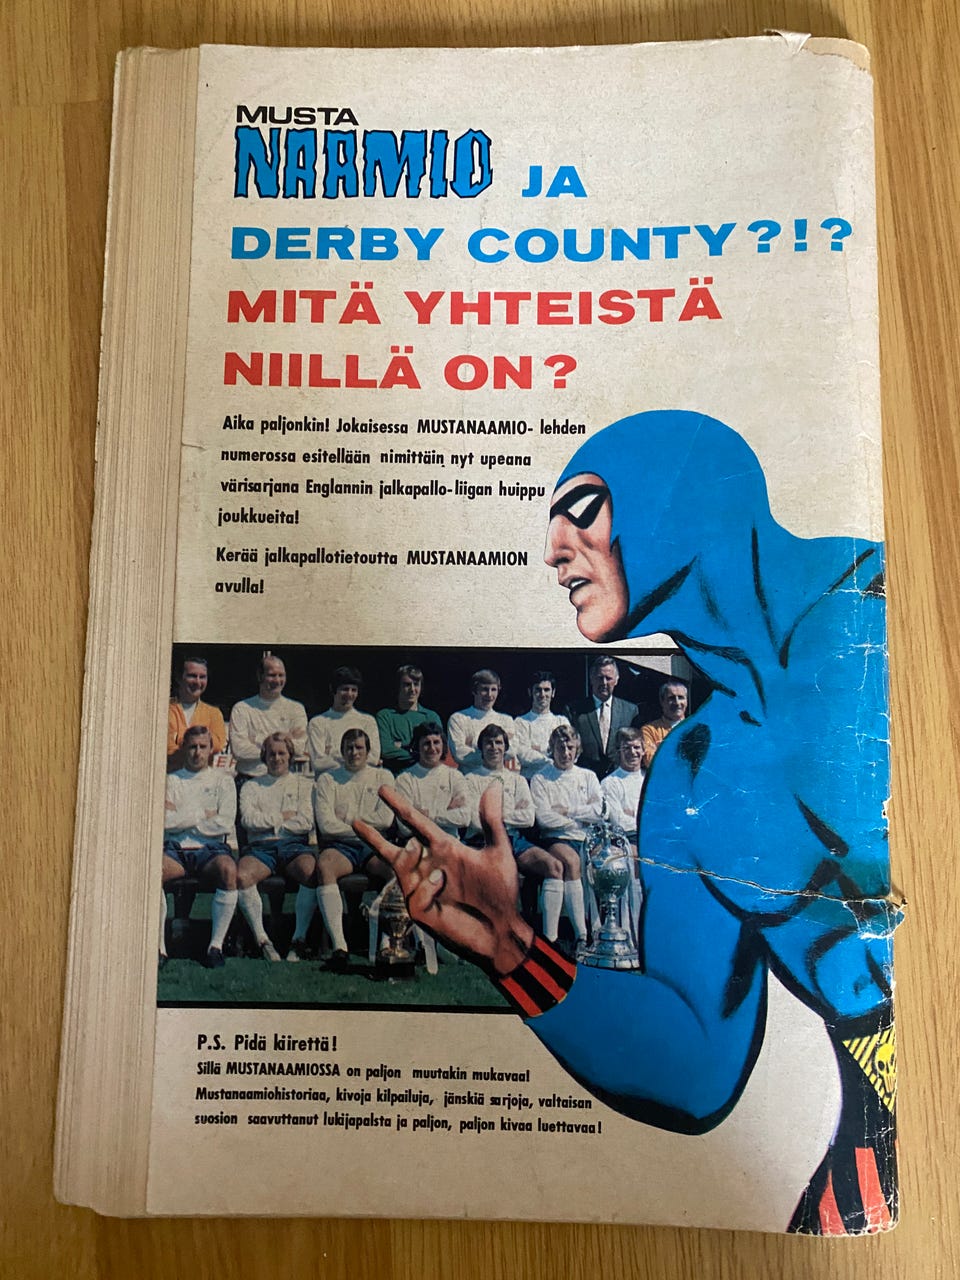 MUSTA
NAAMIO JA
DERBY COUNTY?!?
MITÄ YHTEISTÄ
NIILLÄ ON?
Aika paljonkin! Jokaisessa MUSTANAAMIO- lehden
numerossa esitellään nimittäin nyt upeana
värisarjana Englannin jalkapallo-liigan huippu
joukkueita!
Kerää jalkapallotietoutta MUSTANAAMION
avulla!
P.S. Pidä kiirettä!
Sillä MUSTANAAMIOSSA on paljon muutakin mukavaa!
Mustanaamiohistoriaa, kivoja kilpailuja, jänskiä sarjoja, valtaisan
suosion saavuttanut lukijapalsta ja paljon, paljon kivaa luettavaa!